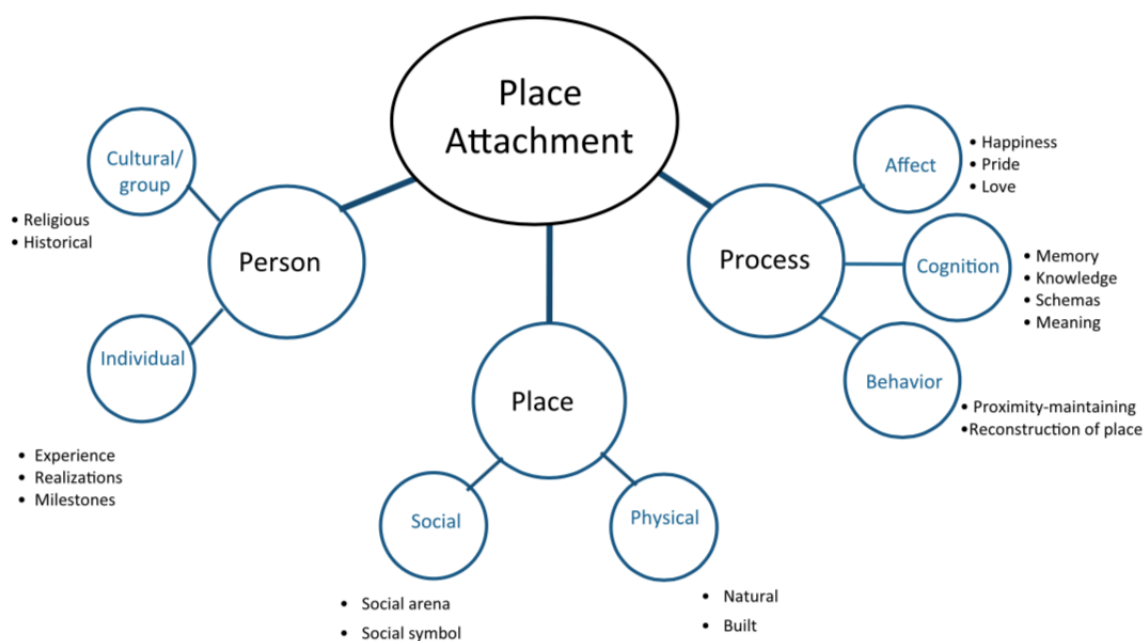 Place
Attachment
Cultural/
group
• Religious
• Historical
Person
Individual
• Experience
• Realizations
• Milestones
Place
Social
• Social arena
• Social symbol
Physical
• Natural
• Built
Process
Affect
• Happiness
• Pride
• Love
Cognition
• Memory
• Knowledge
• Schemas
• Meaning
Behavior
• Proximity-maintaining
•Reconstruction of place